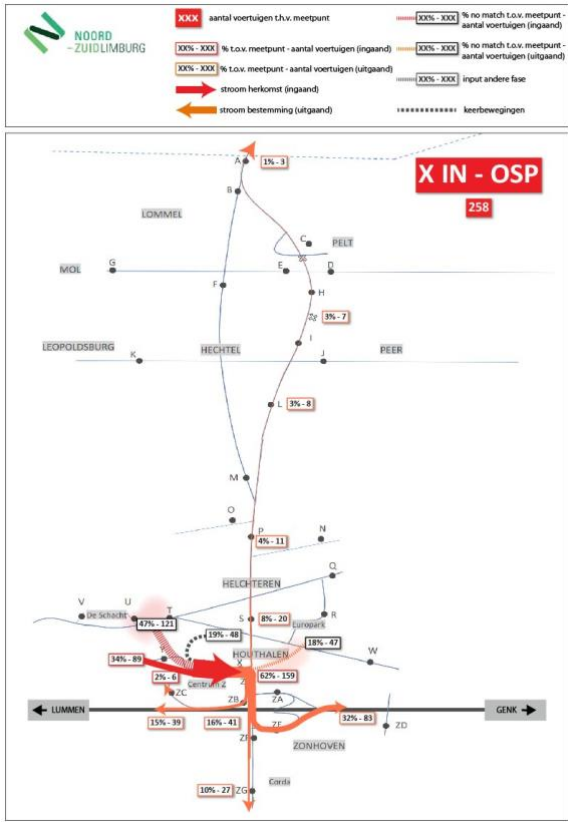 NOORD
-ZUIDLIMBURG
XXX aantal voertuigen t.h.v. meetpunt
XX% - XXX % t.o.v. meetpunt - aantal voertuigen (ingaand)
XX% - XXX % t.o.v. meetpunt - aantal voertuigen (uitgaand)
stroom herkomst (ingaand)
stroom bestemming (uitgaand)
XX% - XXX % no match t.o.v. meetpunt -
aantal voertuigen (ingaand)
XX% - XXX % no match t.o.v. meetpunt -
aantal voertuigen (uitgaand)
XX% - XXX input andere fase
keerbewegingen
X IN - OSP
258
A
1% - 3
B
LOMMEL
C
PELT
MOL
G
E
D
F
H
3% - 7
I
LEOPOLDSBURG
K
HECHTEL
J
PEER
L
3% - 8
M
O
P
N
4% - 11
Q
HELCHTEREN
V
De Schacht
U
T
47% - 121
S
8% - 20
R
Europark
19% - 48
18% - 47
HOUTHALEN
W
Y
34% - 89
X
2% - 6
Centrum Z
Z
62% - 159
ZC
ZB
ZA
LUMMEN
GENK
15% - 39
16% - 41
32% - 83
ZE
ZD
ZF
ZONHOVEN
10% - 27
ZG
Corda